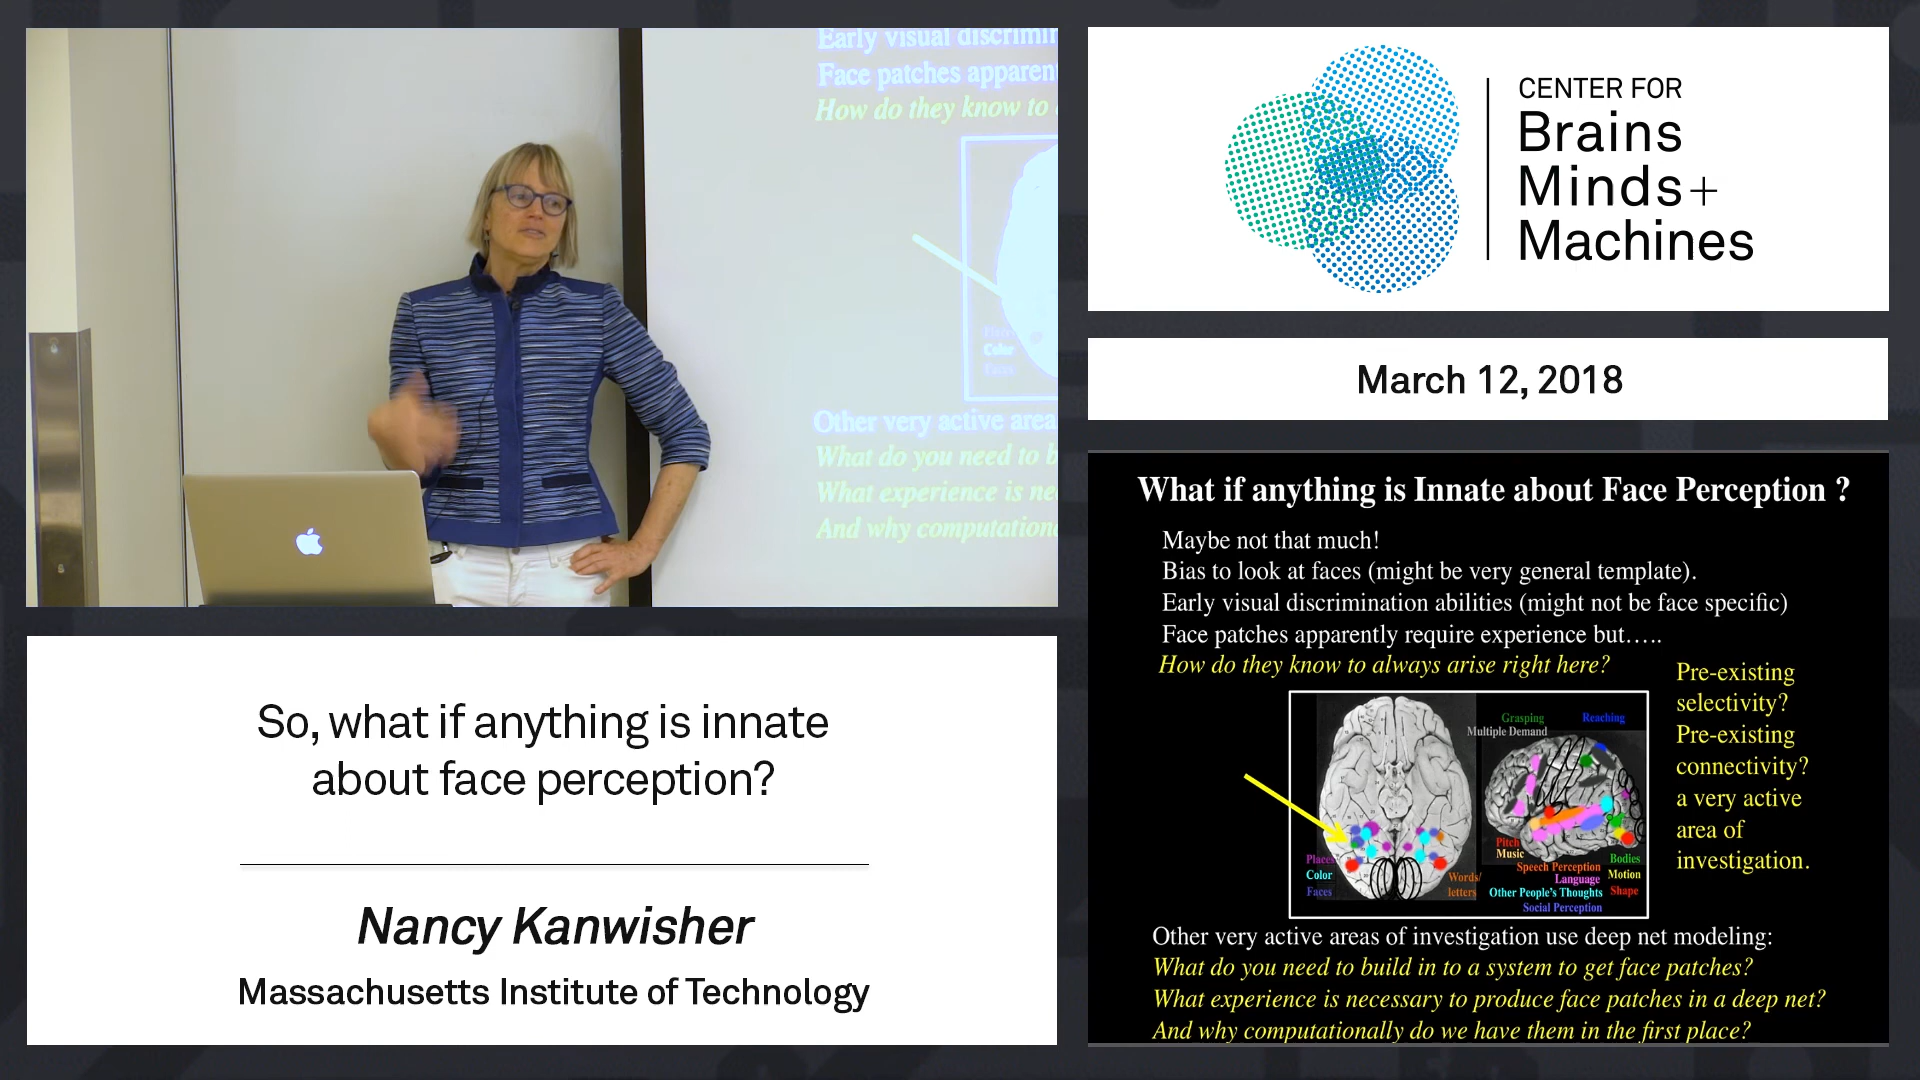 Early visual discrimin
Face patches apparent
How do they know to
Color
Faces
Other very active area
What do you need to b
What experience is ne
And why computation
CENTER FOR
Brains
Minds+
Machines
March 12, 2018
So, what if anything is innate
about face perception?
Nancy Kanwisher
Massachusetts Institute of Technology
What if anything is Innate about Face Perception ?
Maybe not that much!
Bias to look at faces (might be very general template).
Early visual discrimination abilities (might not be face specific)
Face patches apparently require experience but…..
How do they know to always arise right here?
Pre-existing
selectivity?
Pre-existing
connectivity?
a very active
area of
investigation.
Grasping
Reaching
Multiple Demand
Places
Color
Faces
Words/
letters
Pitch
Music
Speech Perception
Language
Other People's Thoughts
Social Perception
Bodies
Motion
Shape
Other very active areas of investigation use deep net modeling:
What do you need to build in to a system to get face patches?
What experience is necessary to produce face patches in a deep net?
And why computationally do we have them in the first place?